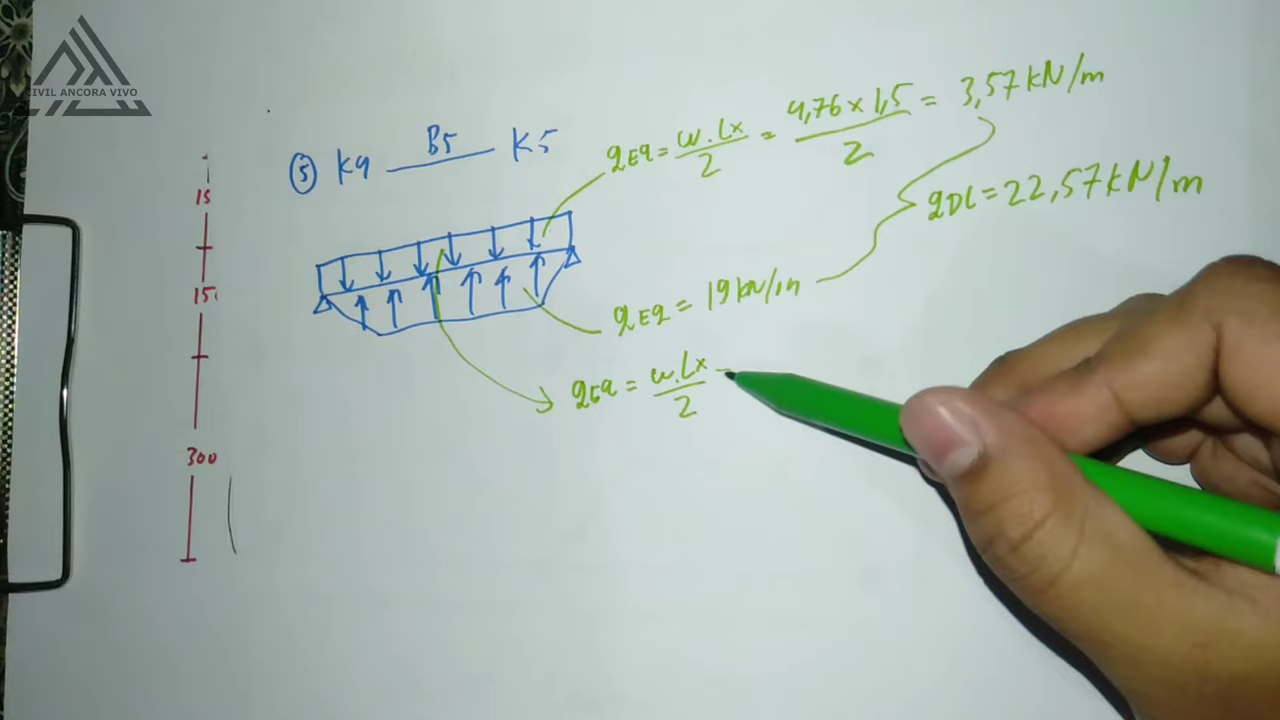 CIVIL ANCORA VIVO
15
15
300
⑤ K9 B5 K5
qEq = w.Lx/2 = 4,76 x 1,5/2 = 3,57 kN/m
qDL = 22,57 kN/m
qEq = 19 kN/m
qEq = w.Lx/2 =